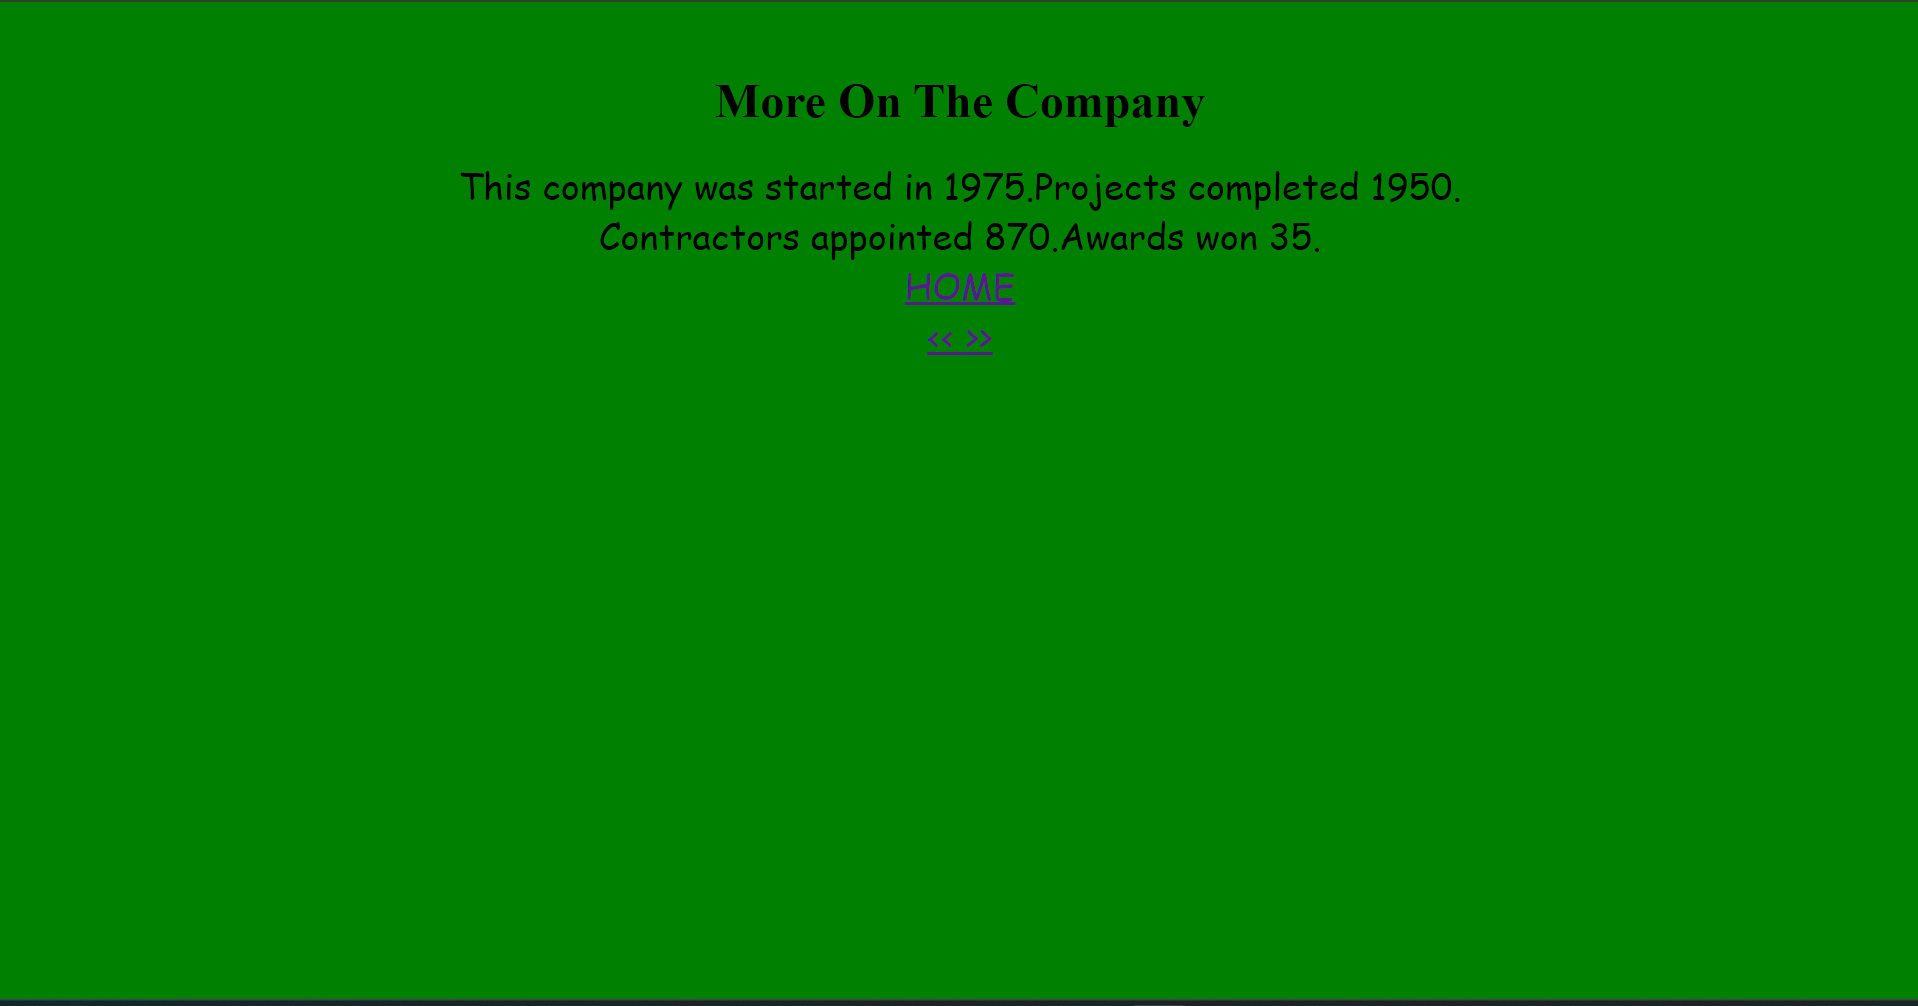 More On The Company
This company was started in 1975.Projects completed 1950.
Contractors appointed 870.Awards won 35.
HOME
<< >>